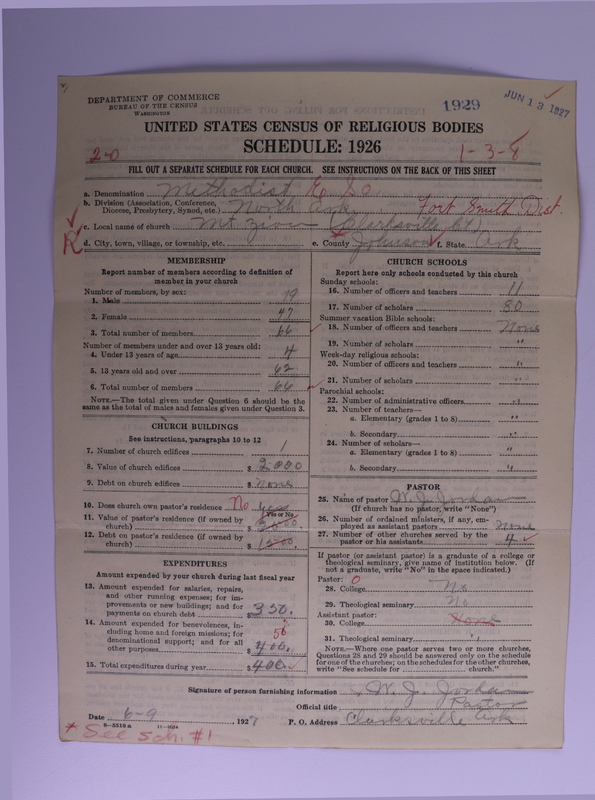 DEPARTMENT OF COMMERCE
BUREAU OF THE CENSUS
WASHINGTON
1929
JUN 13 1927
UNITED STATES CENSUS OF RELIGIOUS BODIES
SCHEDULE: 1926
2-0
1-3-8
FILL OUT A SEPARATE SCHEDULE FOR EACH CHURCH. SEE INSTRUCTIONS ON THE BACK OF THIS SHEET
a. Denomination Methodist E. So.
b. Division (Association, Conference, Diocese, Presbytery, Synod, etc.) North Ark. Fort Smith Dist.
c. Local name of church Mt Zion (Clarksville Ct)
R
d. City, town, village, or township, etc. e. County Johnson f. State Ark
MEMBERSHIP
Report number of members according to definition of
member in your church
Number of members, by sex:
1. Male 19
2. Female 47
3. Total number of members 66
Number of members under and over 13 years old:
4. Under 13 years of age 4
5. 13 years old and over 62
6. Total number of members 66
NOTE.—The total given under Question 6 should be the
same as the total of males and females given under Question 3.
CHURCH BUILDINGS
See instructions, paragraphs 10 to 12
7. Number of church edifices 1
8. Value of church edifices $2000
9. Debt on church edifices $None
10. Does church own pastor's residence No yes
Yes or No
11. Value of pastor's residence (if owned by
church) $
12. Debt on pastor's residence (if owned by
church) $1500
EXPENDITURES
Amount expended by your church during last fiscal year
13. Amount expended for salaries, repairs,
and other running expenses; for im-
provements or new buildings; and for
payments on church debt $350.
14. Amount expended for benevolences, in-
cluding home and foreign missions; for
denominational support; and for all
other purposes $400. 50
15. Total expenditures during year $400.
CHURCH SCHOOLS
Report here only schools conducted by this church
Sunday schools:
16. Number of officers and teachers 11
17. Number of scholars 80
Summer vacation Bible schools:
18. Number of officers and teachers None
19. Number of scholars "
Week-day religious schools:
20. Number of officers and teachers "
21. Number of scholars "
Parochial schools:
22. Number of administrative officers "
23. Number of teachers—
a. Elementary (grades 1 to 8) "
b. Secondary "
24. Number of scholars—
a. Elementary (grades 1 to 8) "
b. Secondary "
PASTOR
25. Name of pastor W. J. Jordan
(If church has no pastor, write "None")
26. Number of ordained ministers, if any, em-
ployed as assistant pastors None
27. Number of other churches served by the
pastor or his assistants 4
If pastor (or assistant pastor) is a graduate of a college or
theological seminary, give name of institution below. (If
not a graduate, write "No" in the space indicated.)
Pastor: 0
28. College No
29. Theological seminary No
Assistant pastor:
30. College None
31. Theological seminary "
NOTE.—Where one pastor serves two or more churches,
Questions 28 and 29 should be answered only on the schedule
for one of the churches; on the schedules for the other churches,
write "See schedule for church."
Signature of person furnishing information W. J. Jordan
Official title Pastor
Date 6-9, 1927
P. O. Address Clarksville Ark
* See Sch. #1